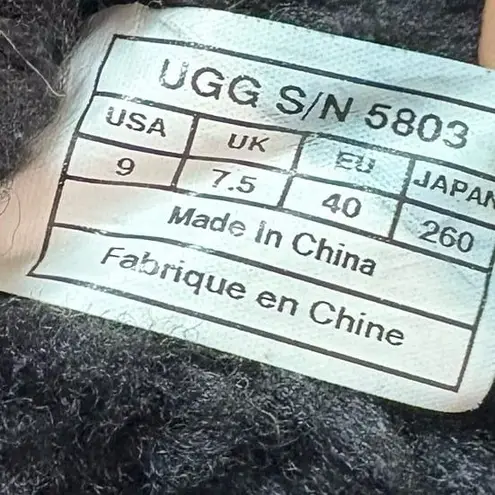 UGG S/N 5803
USA UK EU JAPAN
9 7.5 40 260
Made In China
Fabrique en Chine